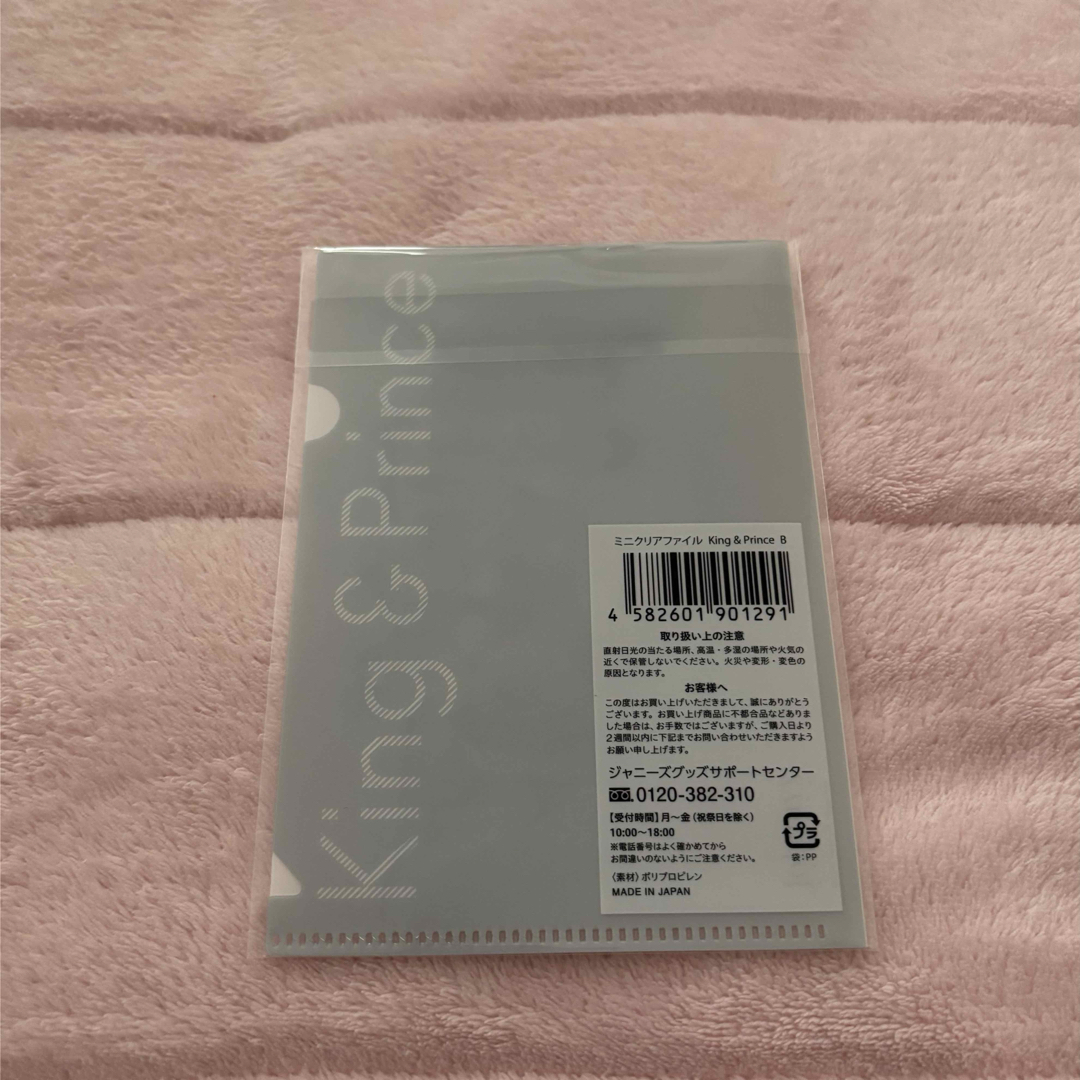 King & Prince
ミニクリアファイル King & Prince B
4 582601 901291
取り扱い上の注意
直射日光の当たる場所、高温・多湿の場所や火気の
近くで保管しないでください。火災や変形・変色の
原因となります。
お客様へ
この度はお買い上げいただきまして、誠にありがとう
ございます。お買い上げ商品に不都合品などありま
した場合は、お手数ではございますが、ご購入日より
2週間以内に下記までお問い合わせいただきますよう
お願い申し上げます。
ジャニーズグッズサポートセンター
0120-382-310
【受付時間】月～金(祝祭日を除く)
10:00～18:00
※電話番号はよく確かめてから
お間違いのないようにご注意ください。
プラ
袋:PP
〈素材〉ポリプロピレン
MADE IN JAPAN